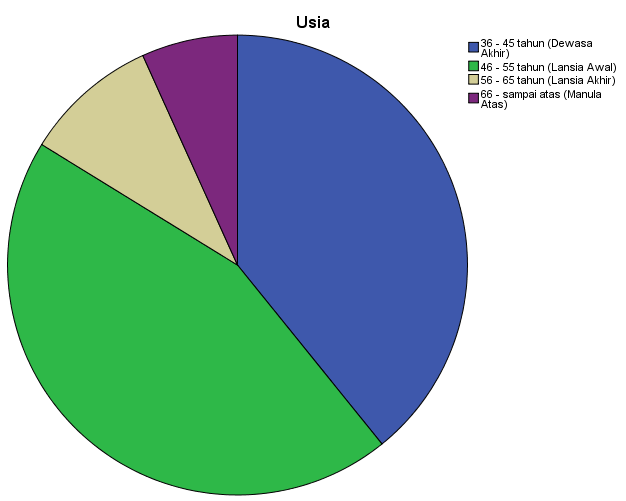 Usia
36 - 45 tahun (Dewasa
Akhir)
46 - 55 tahun (Lansia Awal)
56 - 65 tahun (Lansia Akhir)
66 - sampai atas (Manula
Atas)